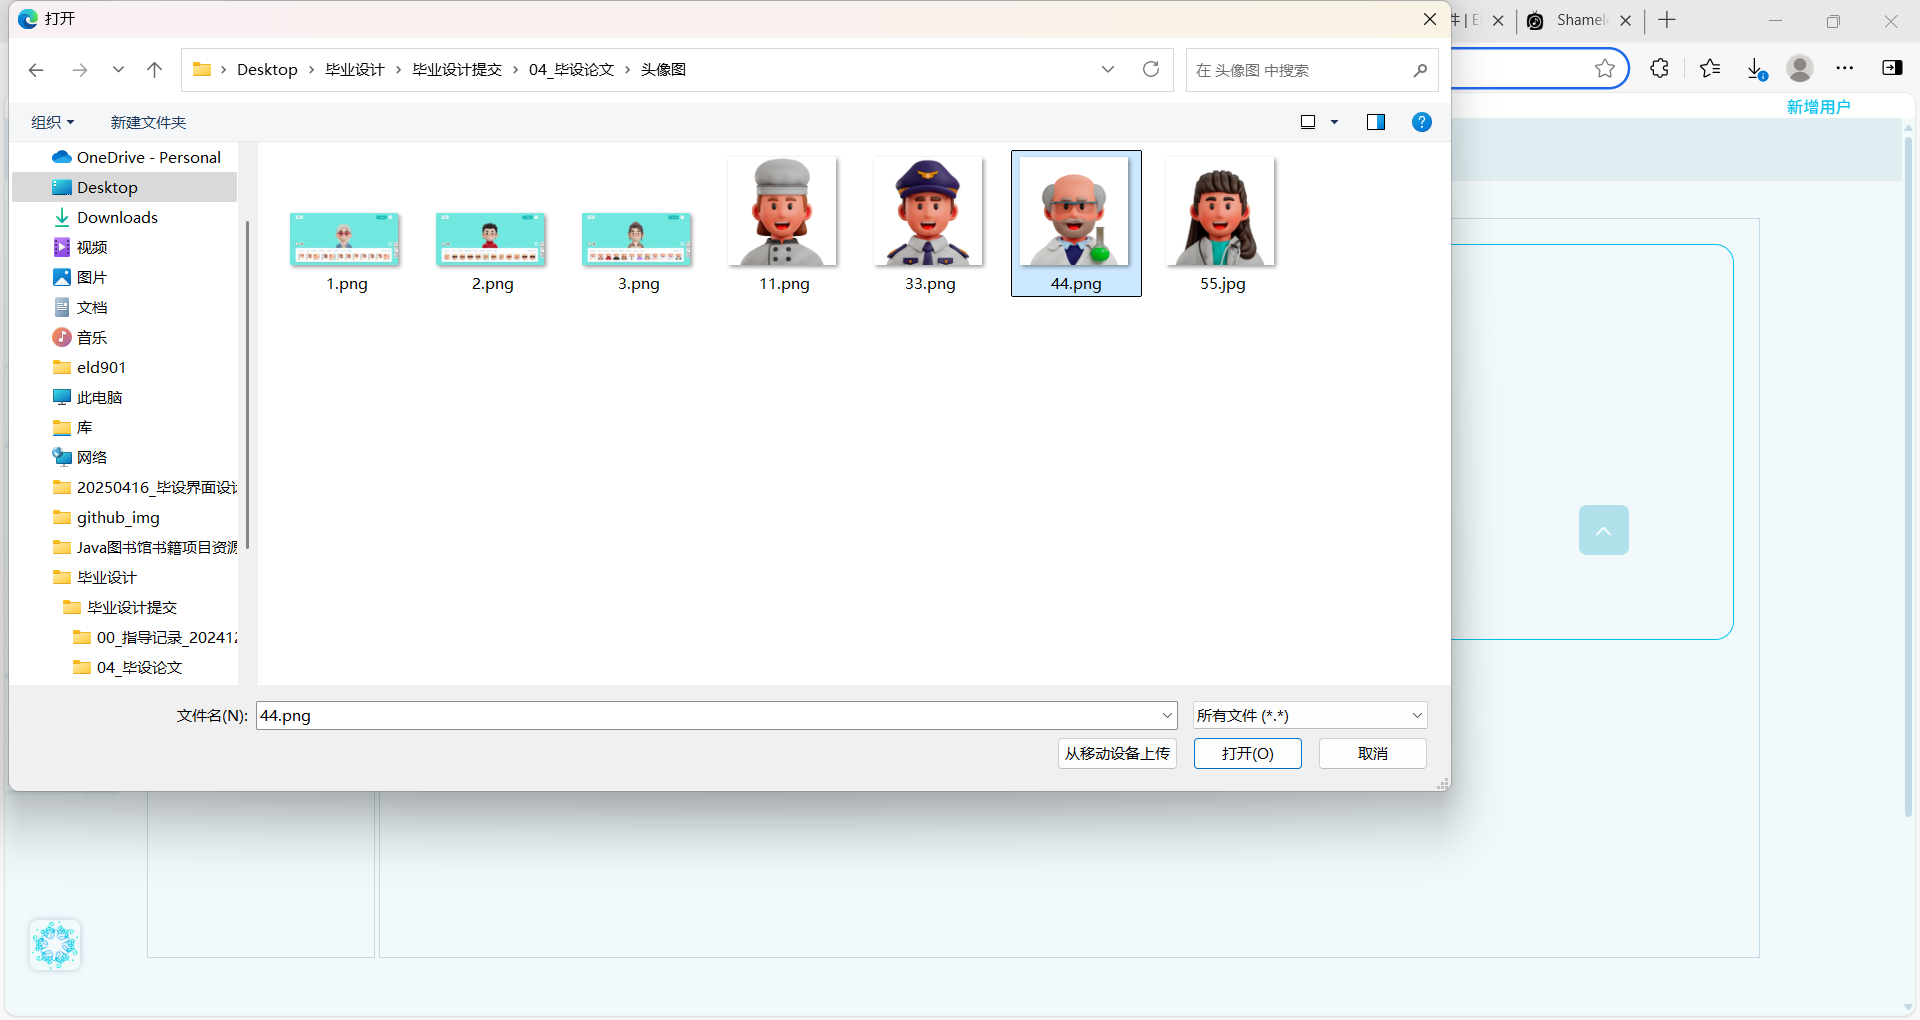 打开
件 | El
Shamel
Desktop
毕业设计
毕业设计提交
04_毕设论文
头像图
在 头像图 中搜索
新增用户
组织
新建文件夹
OneDrive - Personal
Desktop
Downloads
视频
图片
文档
音乐
eld901
此电脑
库
网络
20250416_毕设界面设计
github_img
Java图书馆书籍项目资源
毕业设计
毕业设计提交
00_指导记录_202412
04_毕设论文
1.png
2.png
3.png
11.png
33.png
44.png
55.jpg
文件名(N):
44.png
所有文件 (*.*)
从移动设备上传
打开(O)
取消